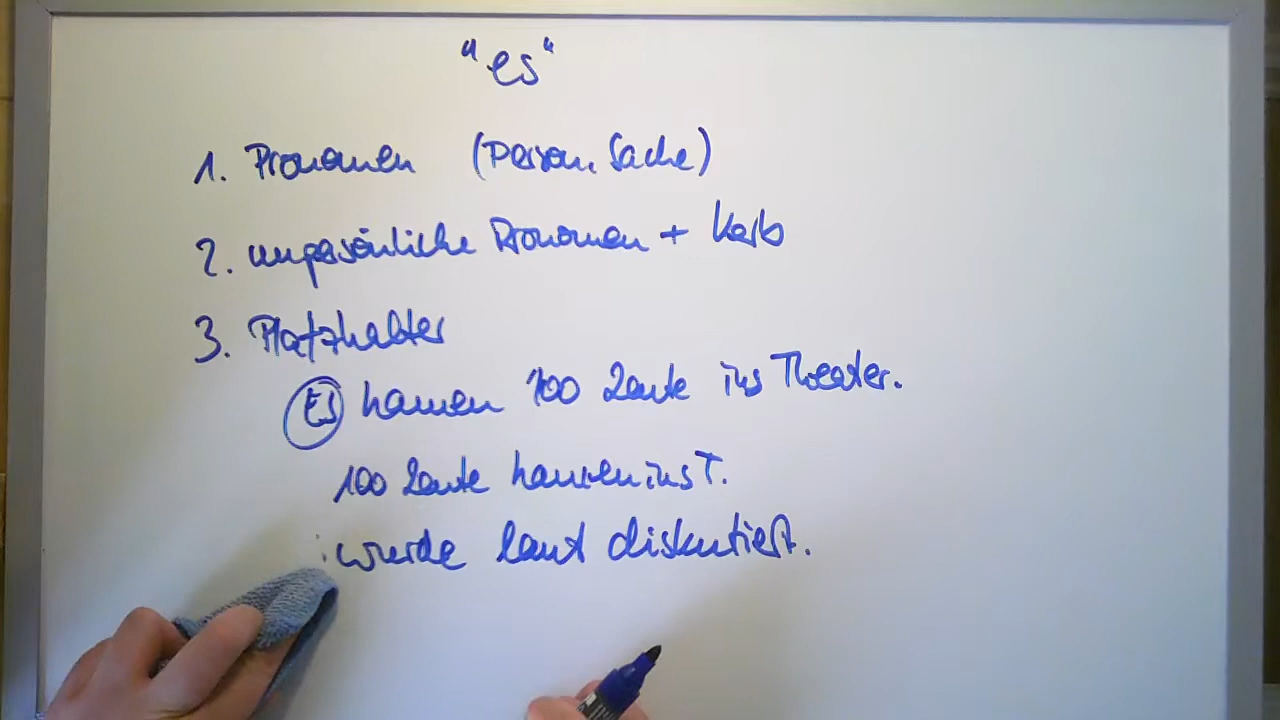 "es"
1. Pronomen (Person, Sache)
2. unpersönliche Pronomen + Verb
3. Platzhalter
Es kamen 100 Leute ins Theater.
100 Leute kamen ins T.
wurde laut diskutiert.